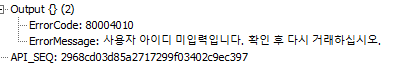 Output {} (2)
ErrorCode: 80004010
ErrorMessage: 사용자 아이디 미입력입니다. 확인 후 다시 거래하십시오.
API_SEQ: 2968cd03d85a2717299f03402c9ec397